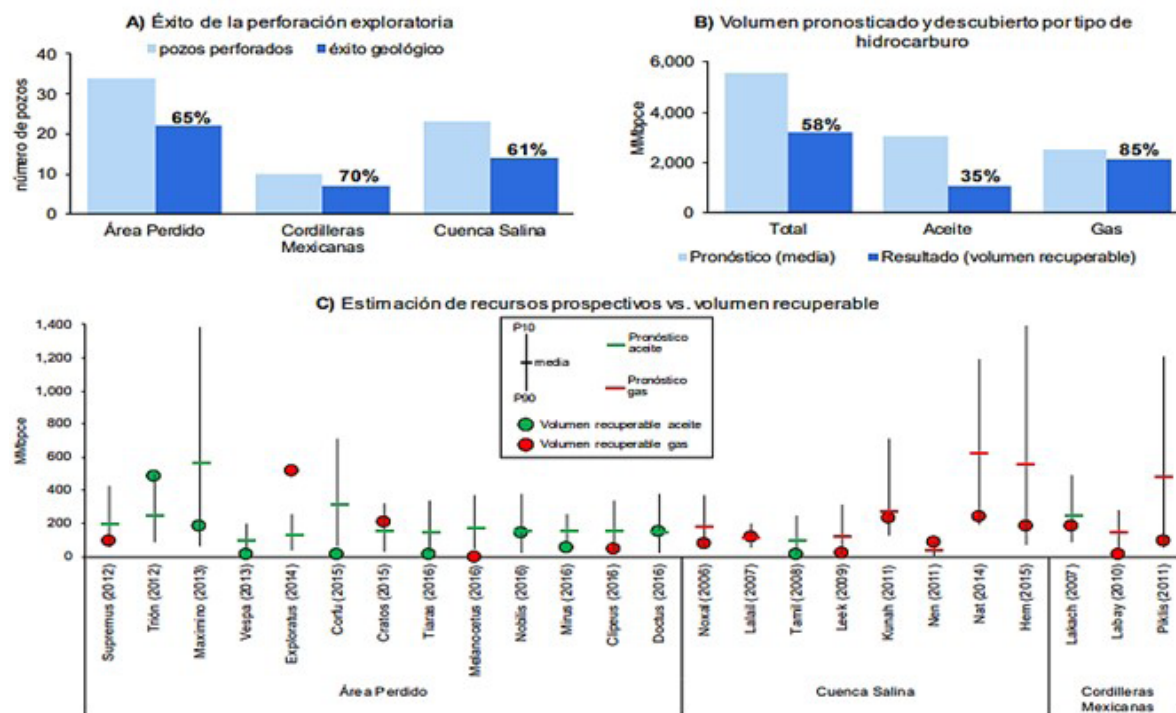 A) Éxito de la perforación exploratoria
pozos perforados éxito geológico
número de pozos
40
30
20
10
0
65%
70%
61%
Área Perdido
Cordilleras
Mexicanas
Cuenca Salina
B) Volumen pronosticado y descubierto por tipo de
hidrocarburo
MMbpce
6,000
4,000
2,000
0
58%
35%
85%
Total Aceite Gas
Pronóstico (media) Resultado (volumen recuperable)
C) Estimación de recursos prospectivos vs. volumen recuperable
MMbpce
1,400
1,200
1,000
800
600
400
200
0
P10
media
P90
Pronóstico
aceite
Pronóstico
gas
Volumen recuperable aceite
Volumen recuperable gas
Supremus (2012)
Trión (2012)
Maximino (2013)
Vespa (2013)
Exploratus (2014)
Corfu (2015)
Cratos (2015)
Tiaras (2016)
Melanocetus (2016)
Nobilis (2016)
Mirus (2016)
Clipeus (2016)
Doctus (2016)
Noxal (2006)
Lalail (2007)
Tamil (2008)
Leek (2009)
Kunah (2011)
Nen (2011)
Nat (2014)
Hem (2015)
Lakach (2007)
Labay (2010)
Piklis (2011)
Área Perdido
Cuenca Salina
Cordilleras
Mexicanas